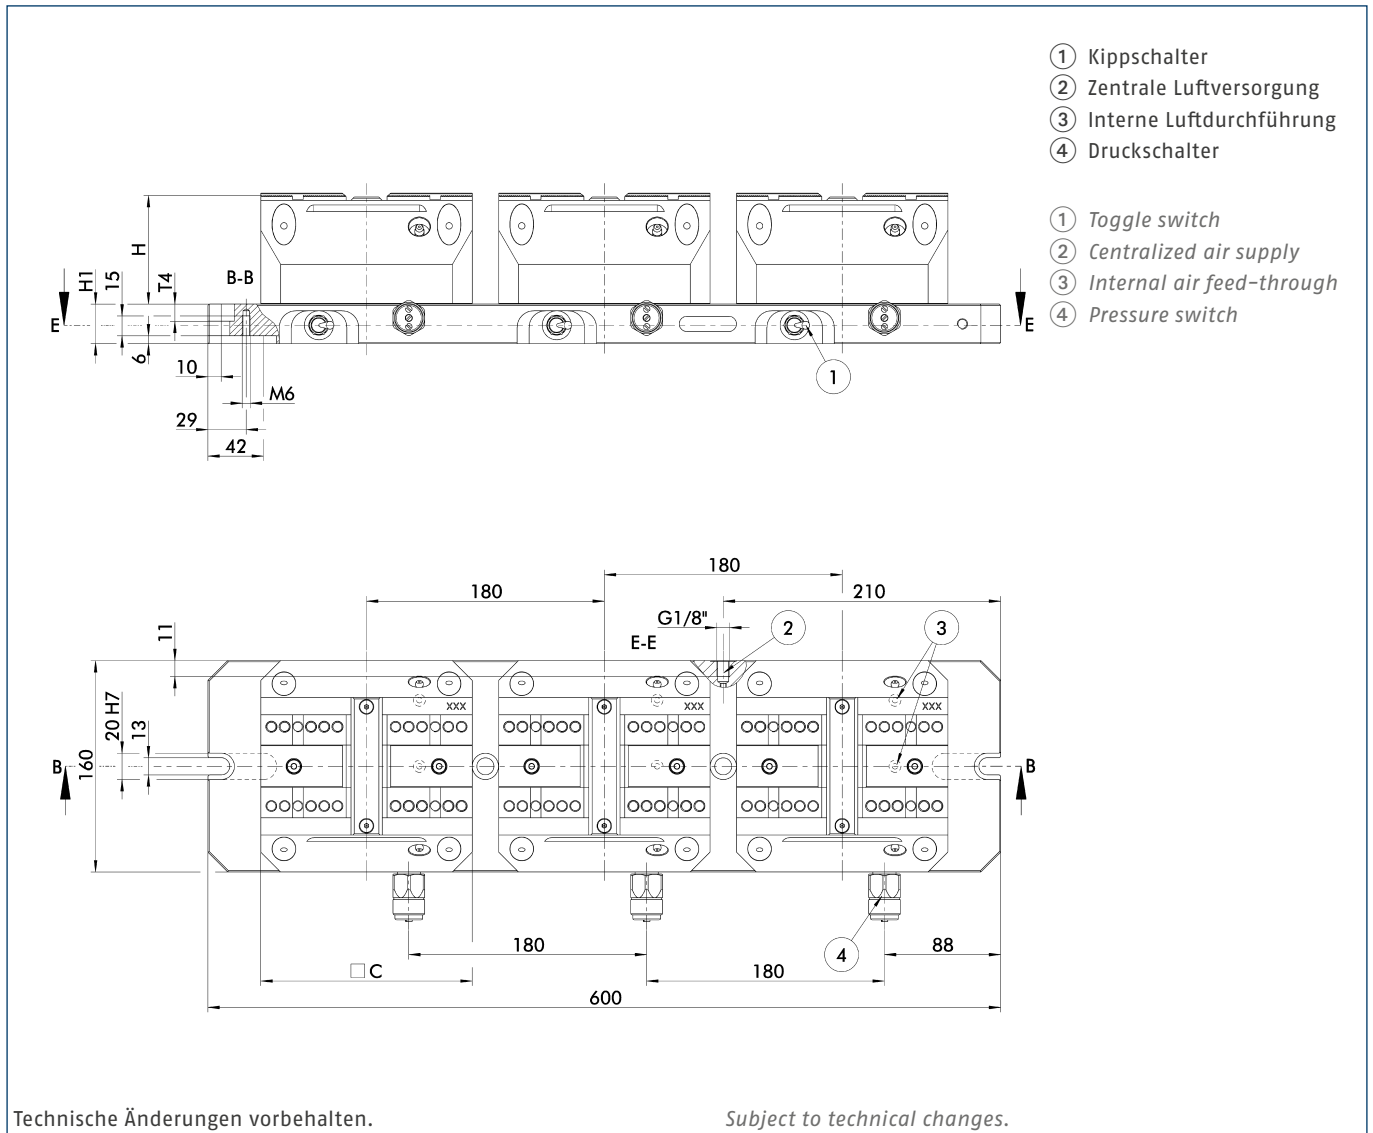 ① Kippschalter
② Zentrale Luftversorgung
③ Interne Luftdurchführung
④ Druckschalter
① Toggle switch
② Centralized air supply
③ Internal air feed-through
④ Pressure switch
H
H1
15
T4
B-B
E
E
6
10
M6
1
29
42
180
180
210
G1/8"
2
3
E-E
11
XXX
XXX
XXX
20 H7
13
160
B
B
180
4
88
□ C
180
600
Technische Änderungen vorbehalten.
Subject to technical changes.